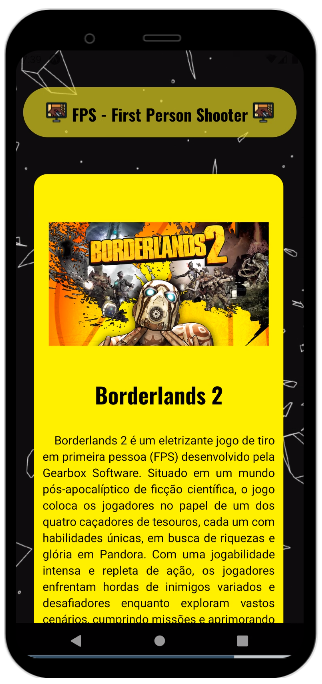 FPS - First Person Shooter
BORDERLANDS 2
Borderlands 2
Borderlands 2 é um eletrizante jogo de tiro
em primeira pessoa (FPS) desenvolvido pela
Gearbox Software. Situado em um mundo
pós-apocalíptico de ficção científica, o jogo
coloca os jogadores no papel de um dos
quatro caçadores de tesouros, cada um com
habilidades únicas, em busca de riquezas e
glória em Pandora. Com uma jogabilidade
intensa e repleta de ação, os jogadores
enfrentam hordas de inimigos variados e
desafiadores enquanto exploram vastos
cenários, cumprindo missões e aprimorando